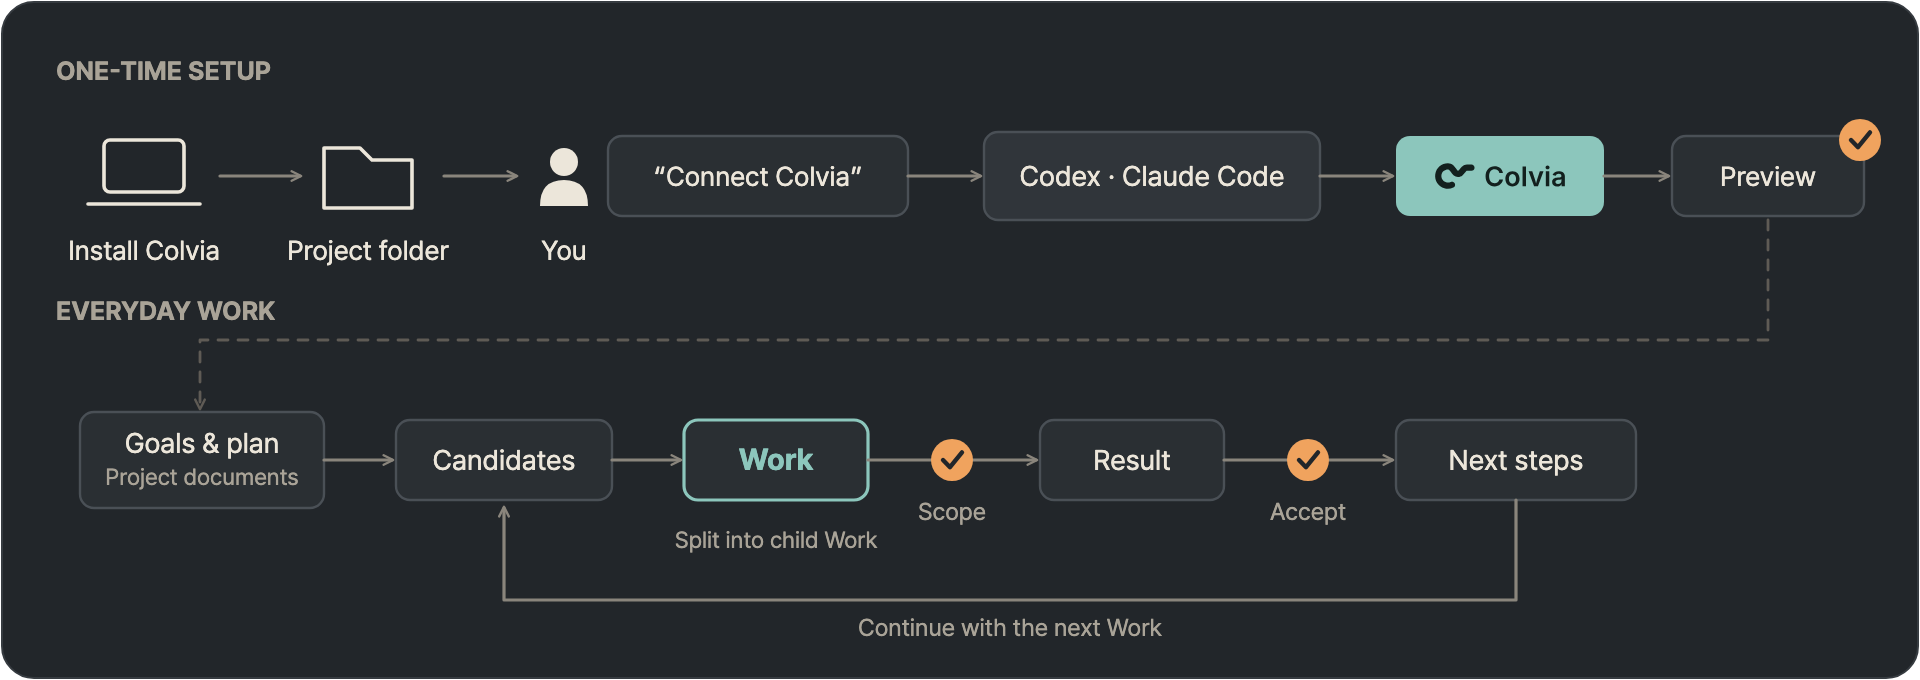 ONE-TIME SETUP
Install Colvia
Project folder
You
“Connect Colvia”
Codex · Claude Code
Colvia
Preview
EVERYDAY WORK
Goals & plan
Project documents
Candidates
Work
Split into child Work
Scope
Result
Accept
Next steps
Continue with the next Work